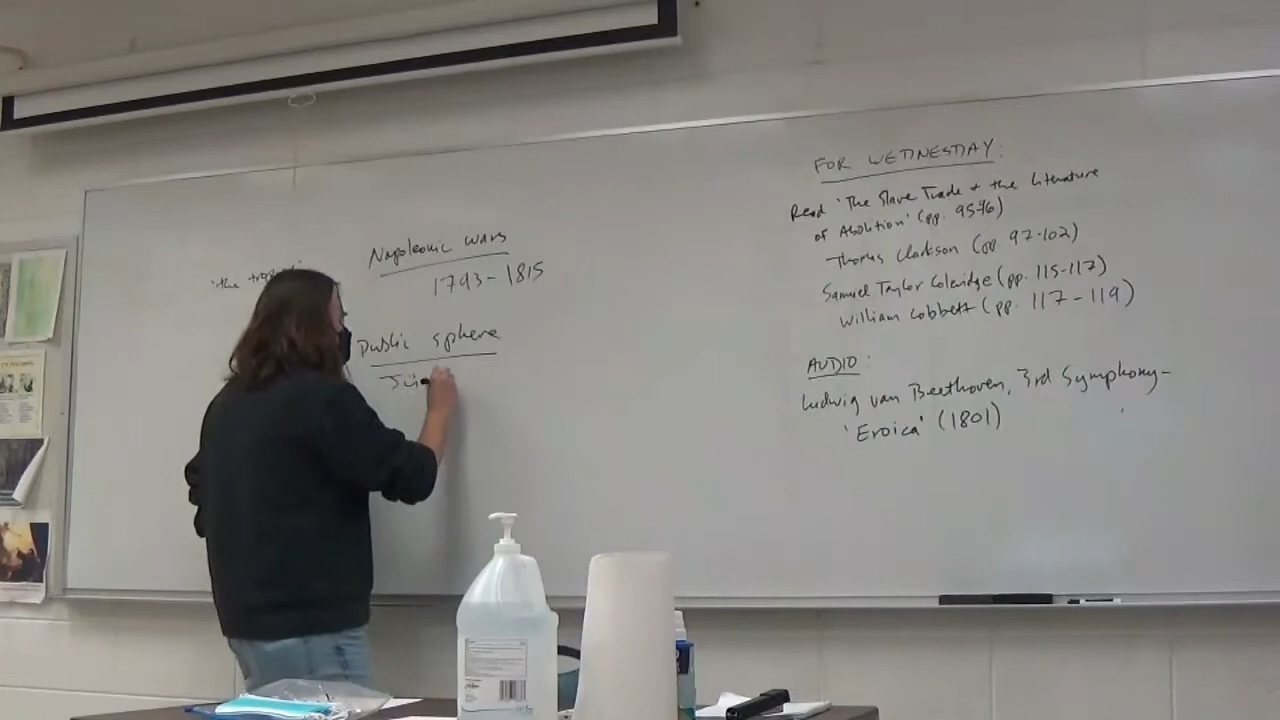 'the
Napoleonic wars
1793-1815
Public sphere
Jü
FOR WEDNESDAY:
Read 'The Slave Trade + the Literature
of Abolition' (pp. 95-96)
Thomas Clarkson (pp. 97-102)
Samuel Taylor Coleridge (pp. 115-117)
William Cobbett (pp. 117-119)
AUDIO:
Ludwig van Beethoven, 3rd Symphony-
'Eroica' (1801)